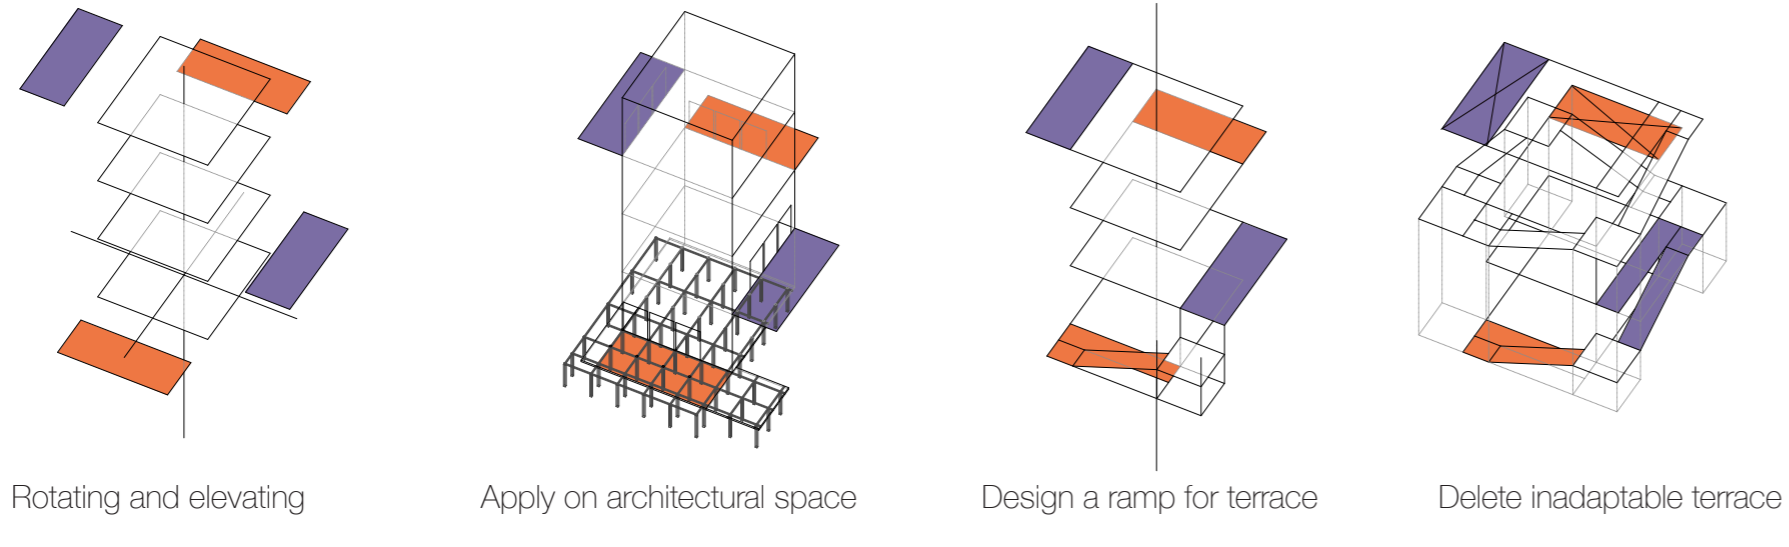 Rotating and elevating
Apply on architectural space
Design a ramp for terrace
Delete inadaptable terrace